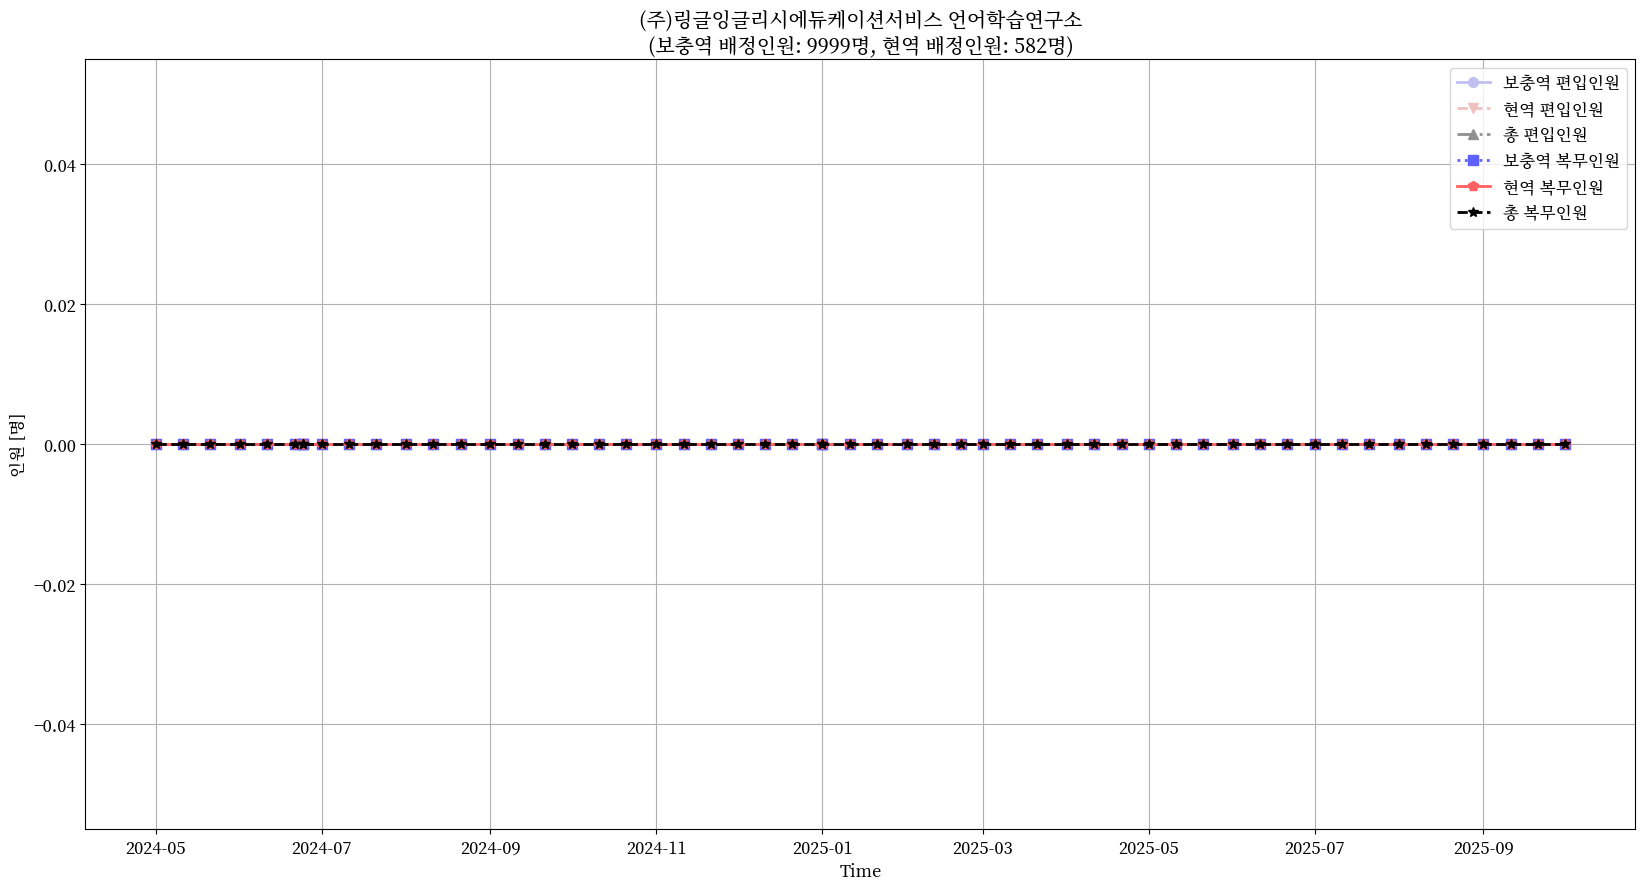 (주)링글잉글리시에듀케이션서비스 언어학습연구소
(보충역 배정인원: 9999명, 현역 배정인원: 582명)
보충역 편입인원
현역 편입인원
총 편입인원
보충역 복무인원
현역 복무인원
총 복무인원
인원 [명]
0.04
0.02
0.00
−0.02
−0.04
2024-05 2024-07 2024-09 2024-11 2025-01 2025-03 2025-05 2025-07 2025-09
Time